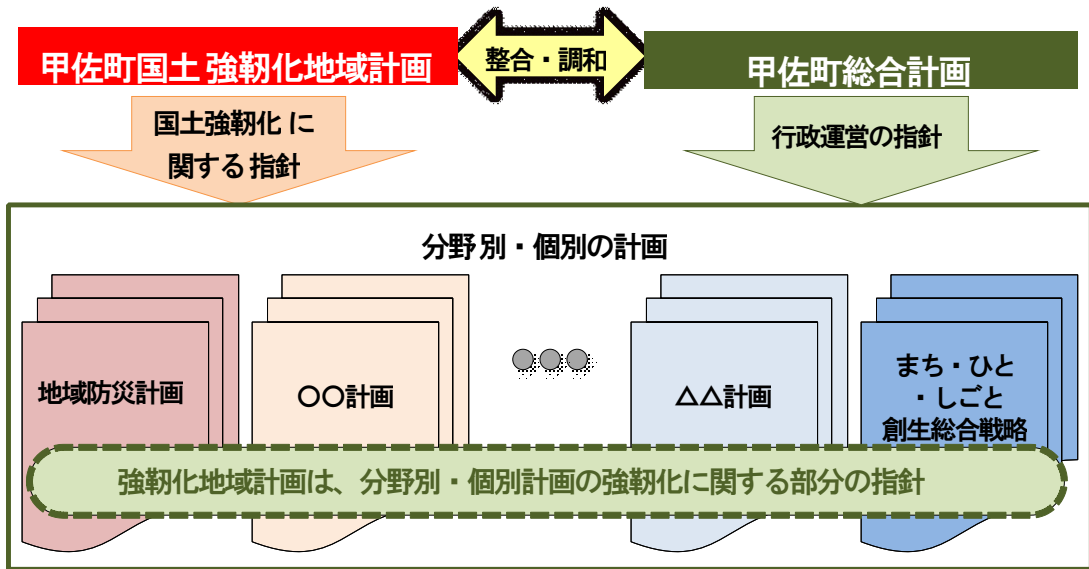 甲佐町国土強靭化地域計画
整合・調和
甲佐町総合計画
国土強靭化に
関する指針
行政運営の指針
分野別・個別の計画
地域防災計画
〇〇計画
△△計画
まち・ひと
・しごと
創生総合戦略
強靭化地域計画は、分野別・個別計画の強靭化に関する部分の指針